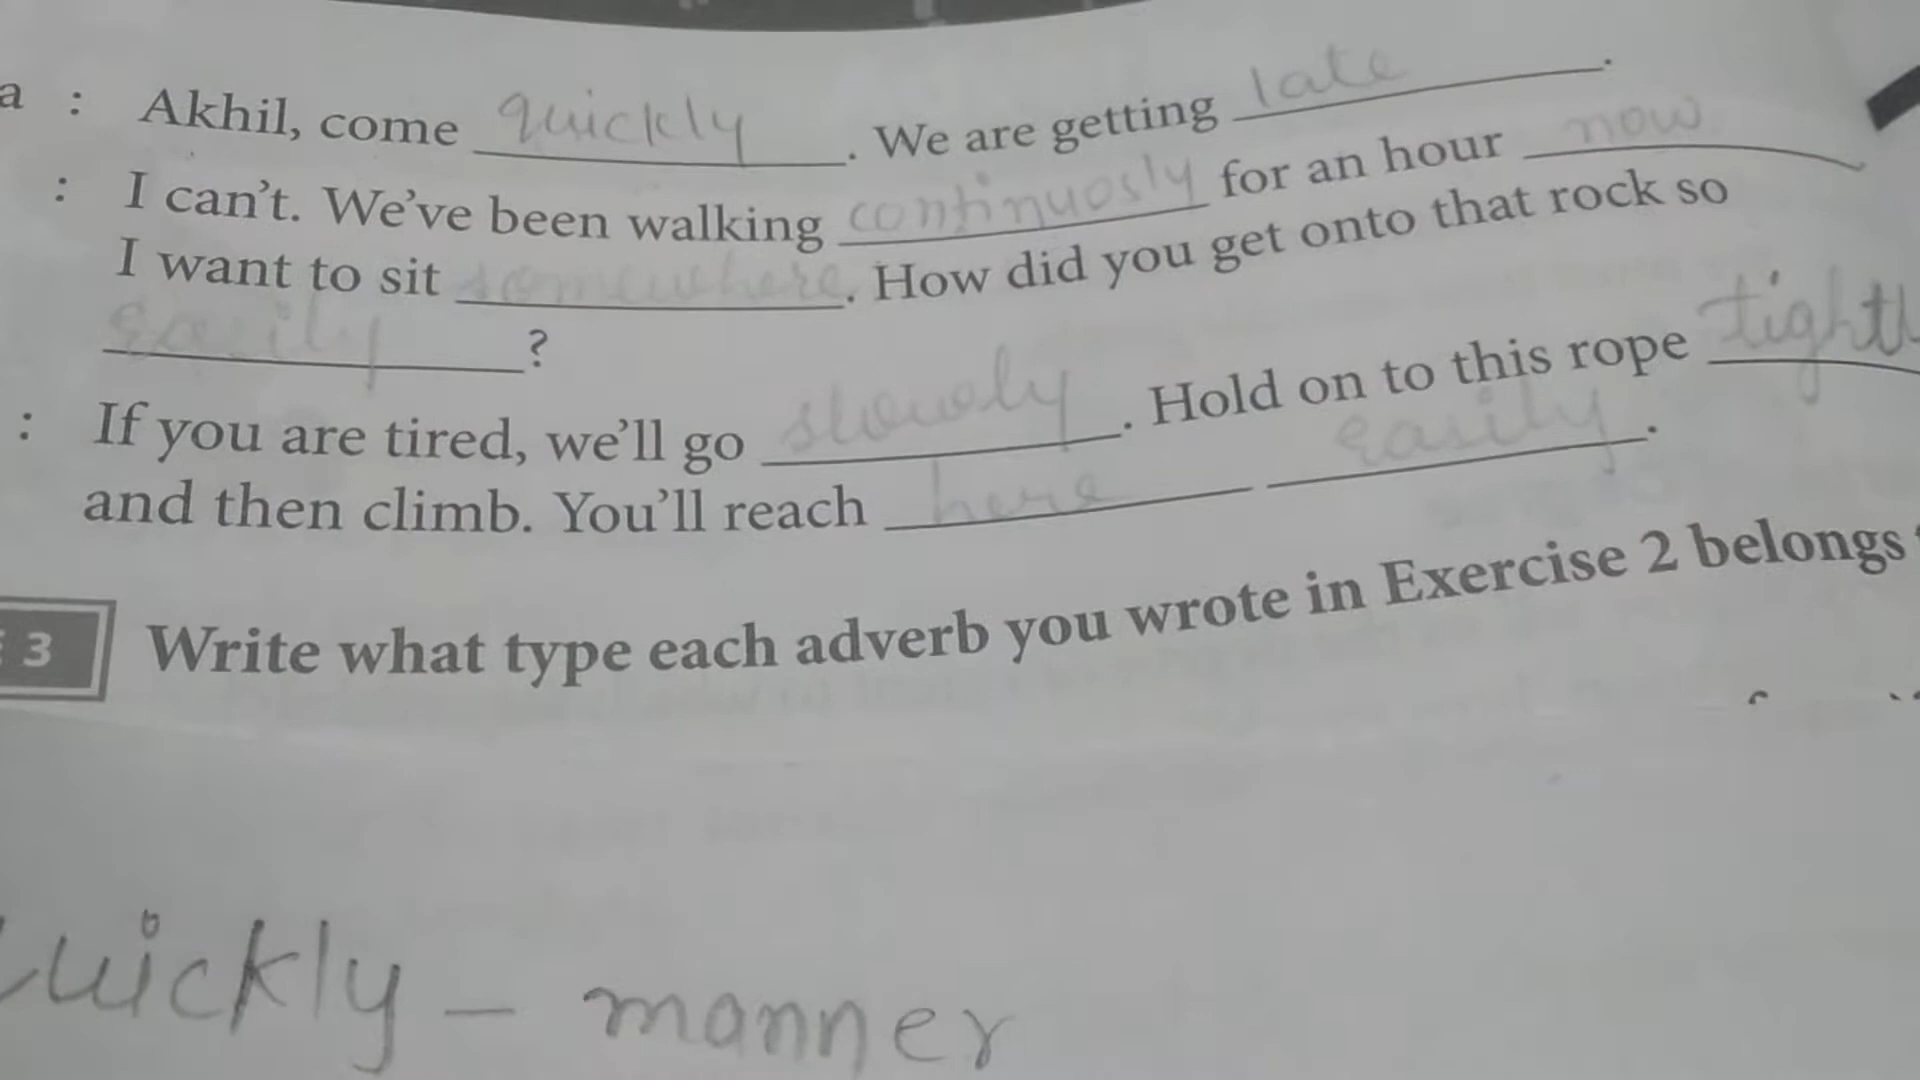 a : Akhil, come quickly. We are getting late.
: I can't. We've been walking continuosly for an hour now
I want to sit somewhere. How did you get onto that rock so
easily?
: If you are tired, we'll go slowly. Hold on to this rope tightl
and then climb. You'll reach here easily.
3 Write what type each adverb you wrote in Exercise 2 belongs
quickly - manner